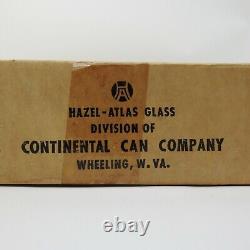 HAZEL-ATLAS GLASS
DIVISION OF
CONTINENTAL CAN COMPANY
WHEELING, W. VA.